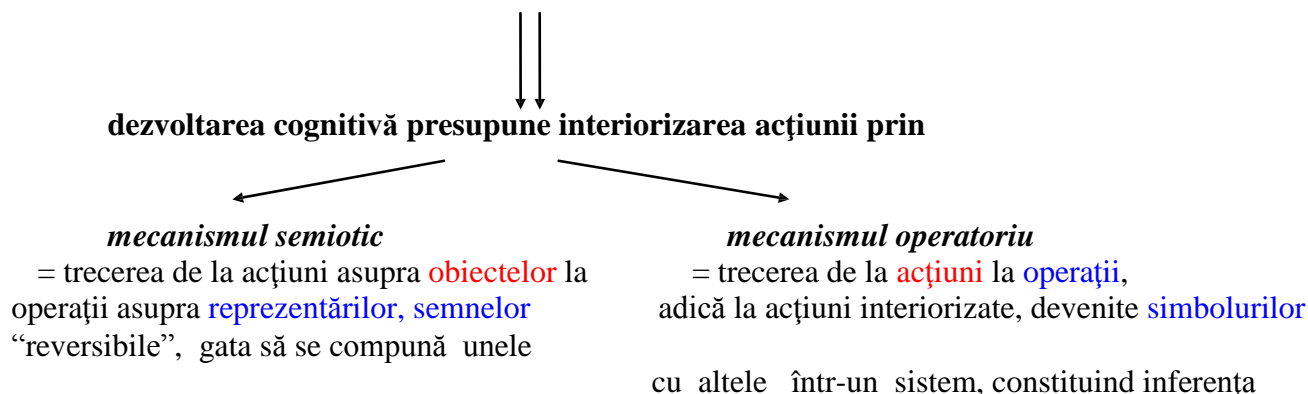 dezvoltarea cognitivă presupune interiorizarea acţiunii prin
mecanismul semiotic
= trecerea de la acţiuni asupra obiectelor la
operaţii asupra reprezentărilor, semnelor
“reversibile”, gata să se compună unele
mecanismul operatoriu
= trecerea de la acţiuni la operaţii,
adică la acţiuni interiorizate, devenite simbolurilor
cu altele într-un sistem, constituind inferenţa